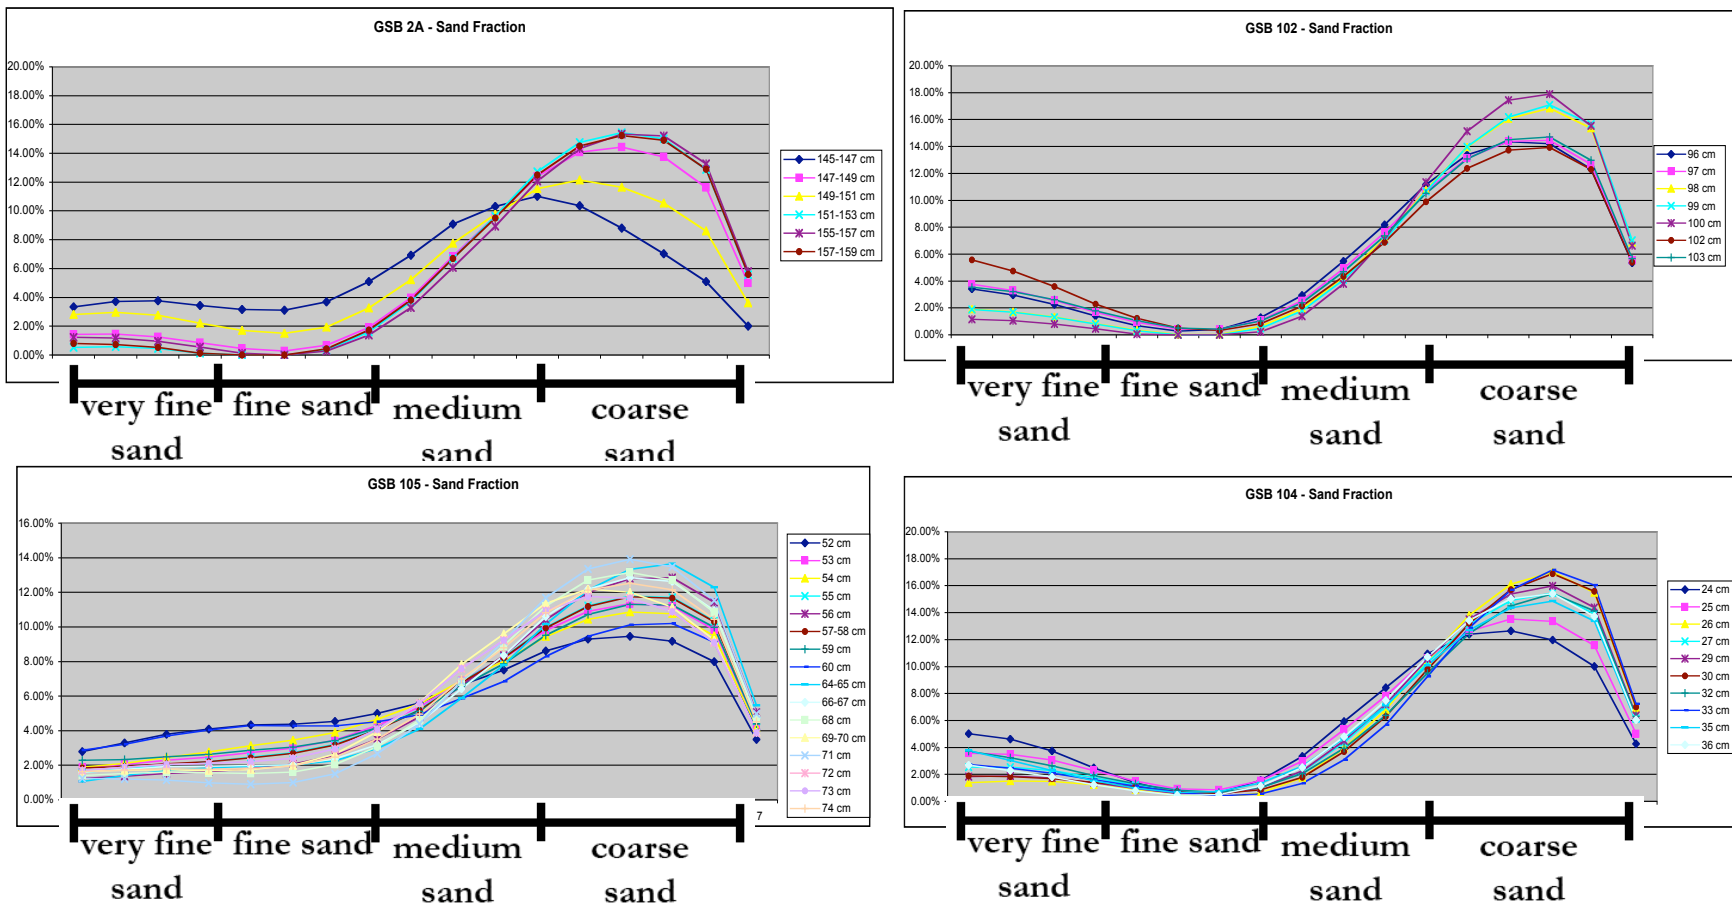 GSB 2A - Sand Fraction
20.00%
18.00%
16.00%
14.00%
12.00%
10.00%
8.00%
6.00%
4.00%
2.00%
0.00%
145-147 cm
147-149 cm
149-151 cm
151-153 cm
155-157 cm
157-159 cm
very fine sand
fine sand
medium sand
coarse sand
GSB 102 - Sand Fraction
20.00%
18.00%
16.00%
14.00%
12.00%
10.00%
8.00%
6.00%
4.00%
2.00%
0.00%
96 cm
97 cm
98 cm
99 cm
100 cm
102 cm
103 cm
very fine sand
fine sand
medium sand
coarse sand
GSB 105 - Sand Fraction
16.00%
14.00%
12.00%
10.00%
8.00%
6.00%
4.00%
2.00%
0.00%
52 cm
53 cm
54 cm
55 cm
56 cm
57-58 cm
59 cm
60 cm
64-65 cm
66-67 cm
68 cm
69-70 cm
71 cm
72 cm
73 cm
74 cm
7
very fine sand
fine sand
medium sand
coarse sand
GSB 104 - Sand Fraction
20.00%
18.00%
16.00%
14.00%
12.00%
10.00%
8.00%
6.00%
4.00%
2.00%
0.00%
24 cm
25 cm
26 cm
27 cm
29 cm
30 cm
32 cm
33 cm
35 cm
36 cm
very fine sand
fine sand
medium sand
coarse sand